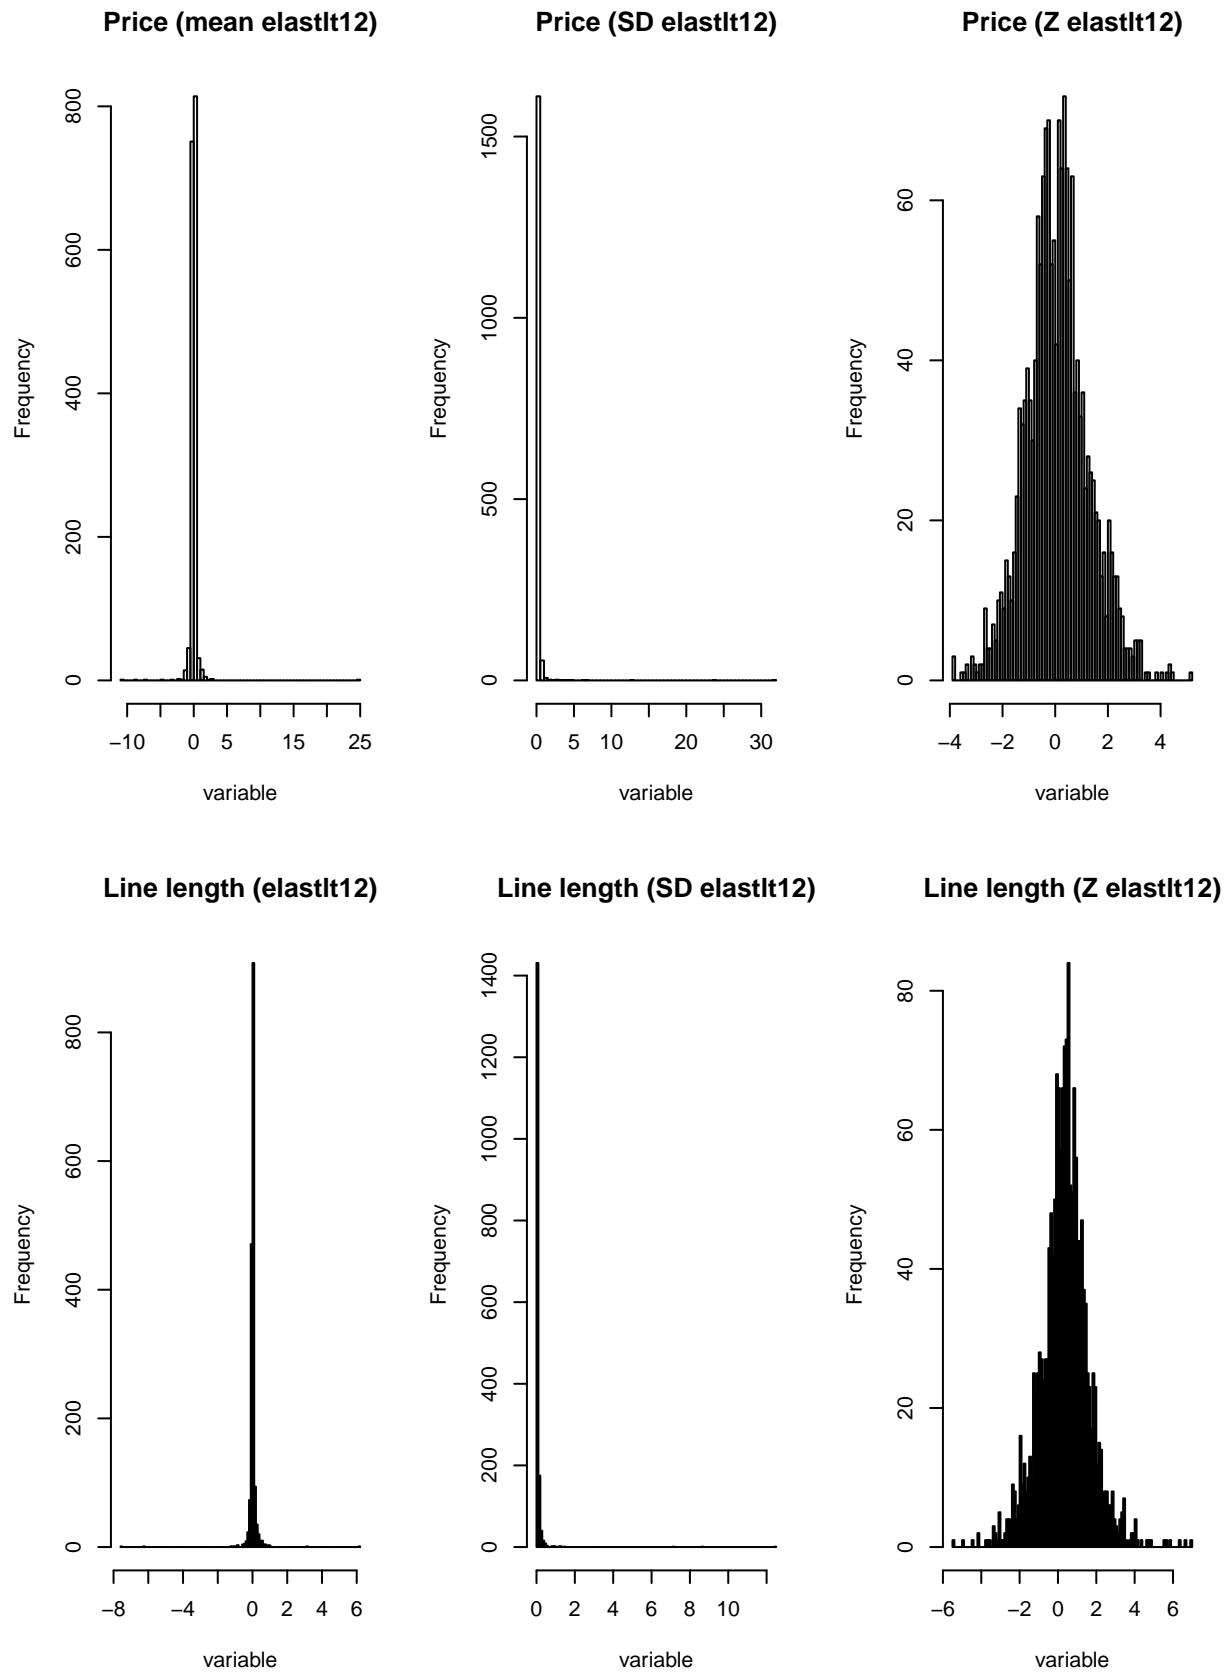 Price (mean elastlt12)
Frequency
800
600
400
200
0
−10 0 5 15 25
variable
Price (SD elastlt12)
Frequency
1500
1000
500
0
0 5 10 20 30
variable
Price (Z elastlt12)
Frequency
60
40
20
0
−4 −2 0 2 4
variable
Line length (elastlt12)
Frequency
800
600
400
200
0
−8 −4 0 2 4 6
variable
Line length (SD elastlt12)
Frequency
1400
1200
1000
800
600
400
200
0
0 2 4 6 8 10
variable
Line length (Z elastlt12)
Frequency
80
60
40
20
0
−6 −2 0 2 4 6
variable